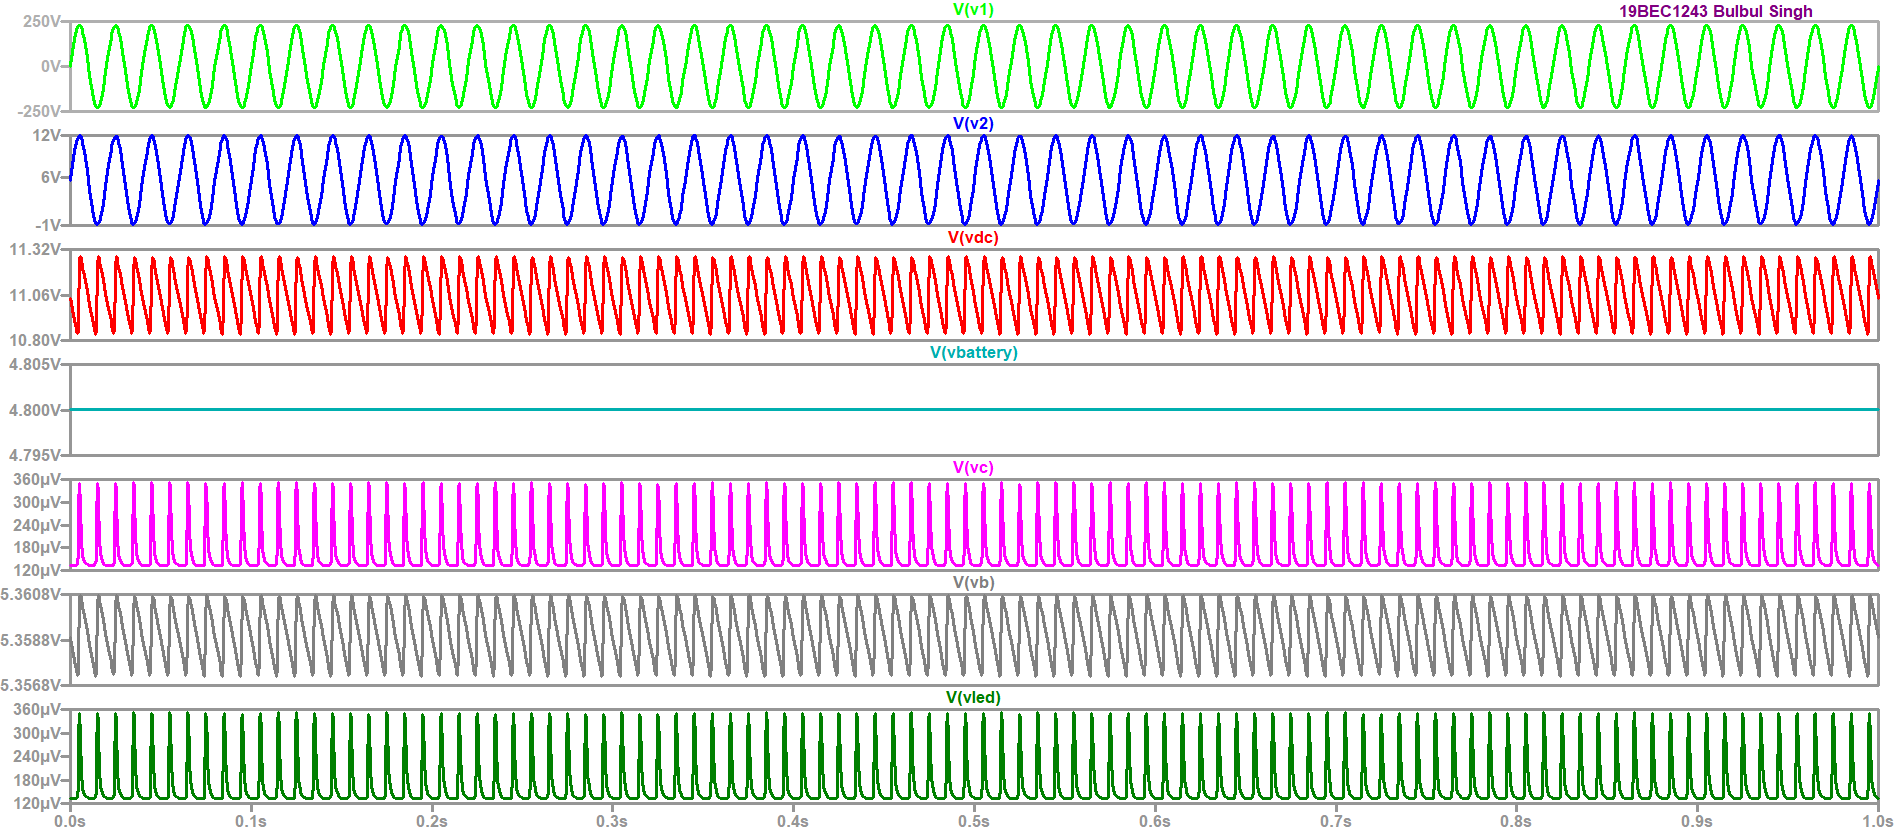 V(v1)
19BEC1243 Bulbul Singh
250V
0V
-250V
V(v2)
12V
6V
-1V
V(vdc)
11.32V
11.06V
10.80V
V(vbattery)
4.805V
4.800V
4.795V
V(vc)
360µV
300µV
240µV
180µV
120µV
V(vb)
5.3608V
5.3588V
5.3568V
V(vled)
360µV
300µV
240µV
180µV
120µV
0.0s 0.1s 0.2s 0.3s 0.4s 0.5s 0.6s 0.7s 0.8s 0.9s 1.0s